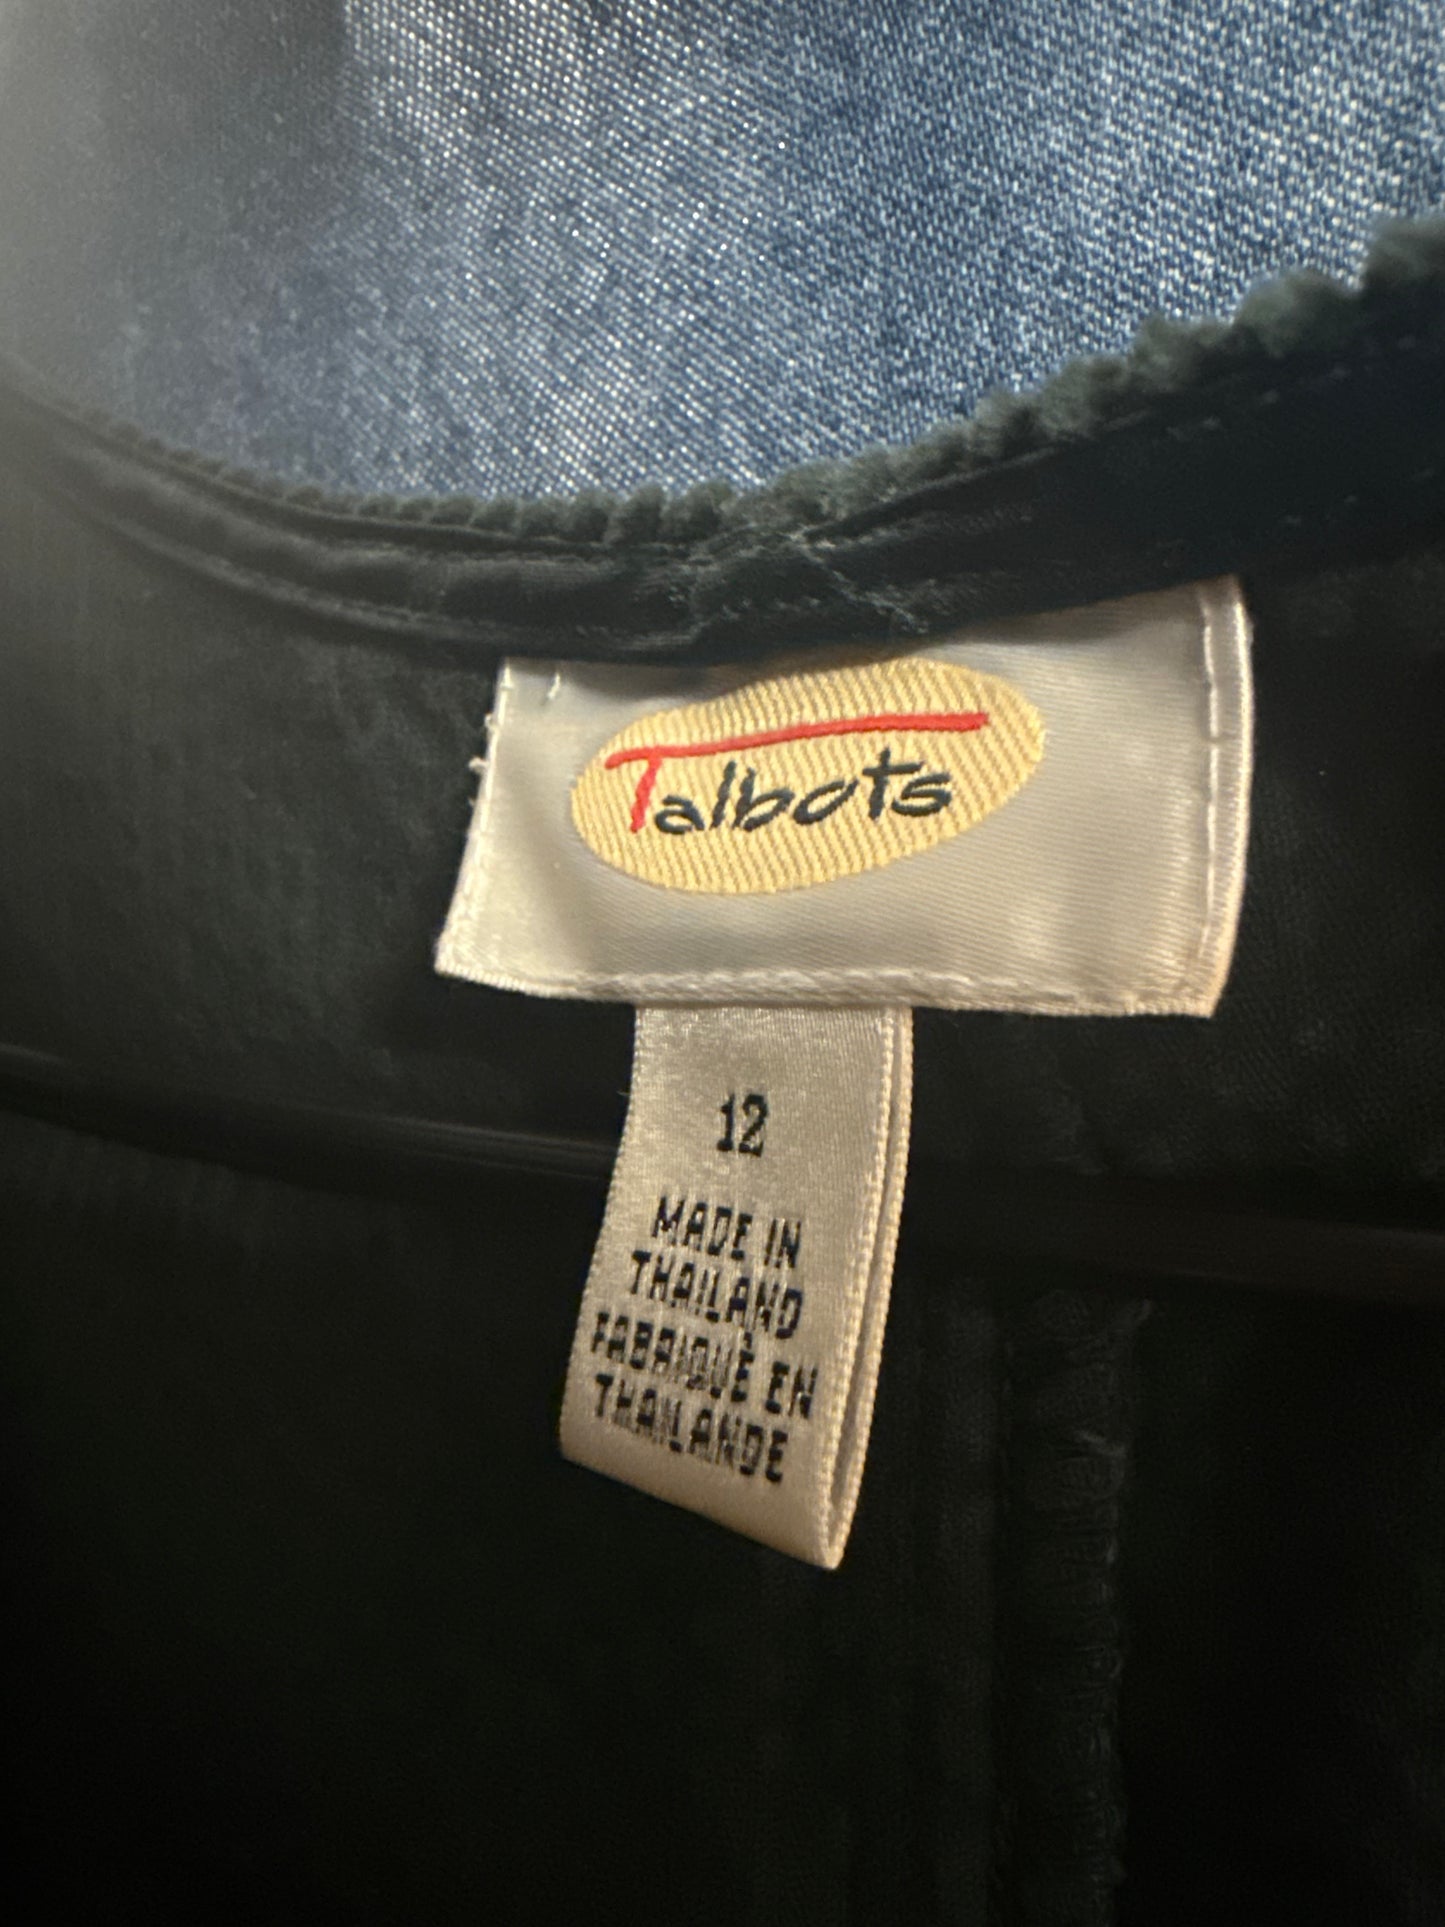 Talbots
12
MADE IN
THAILAND
FABRIQUÉ EN
THAILANDE